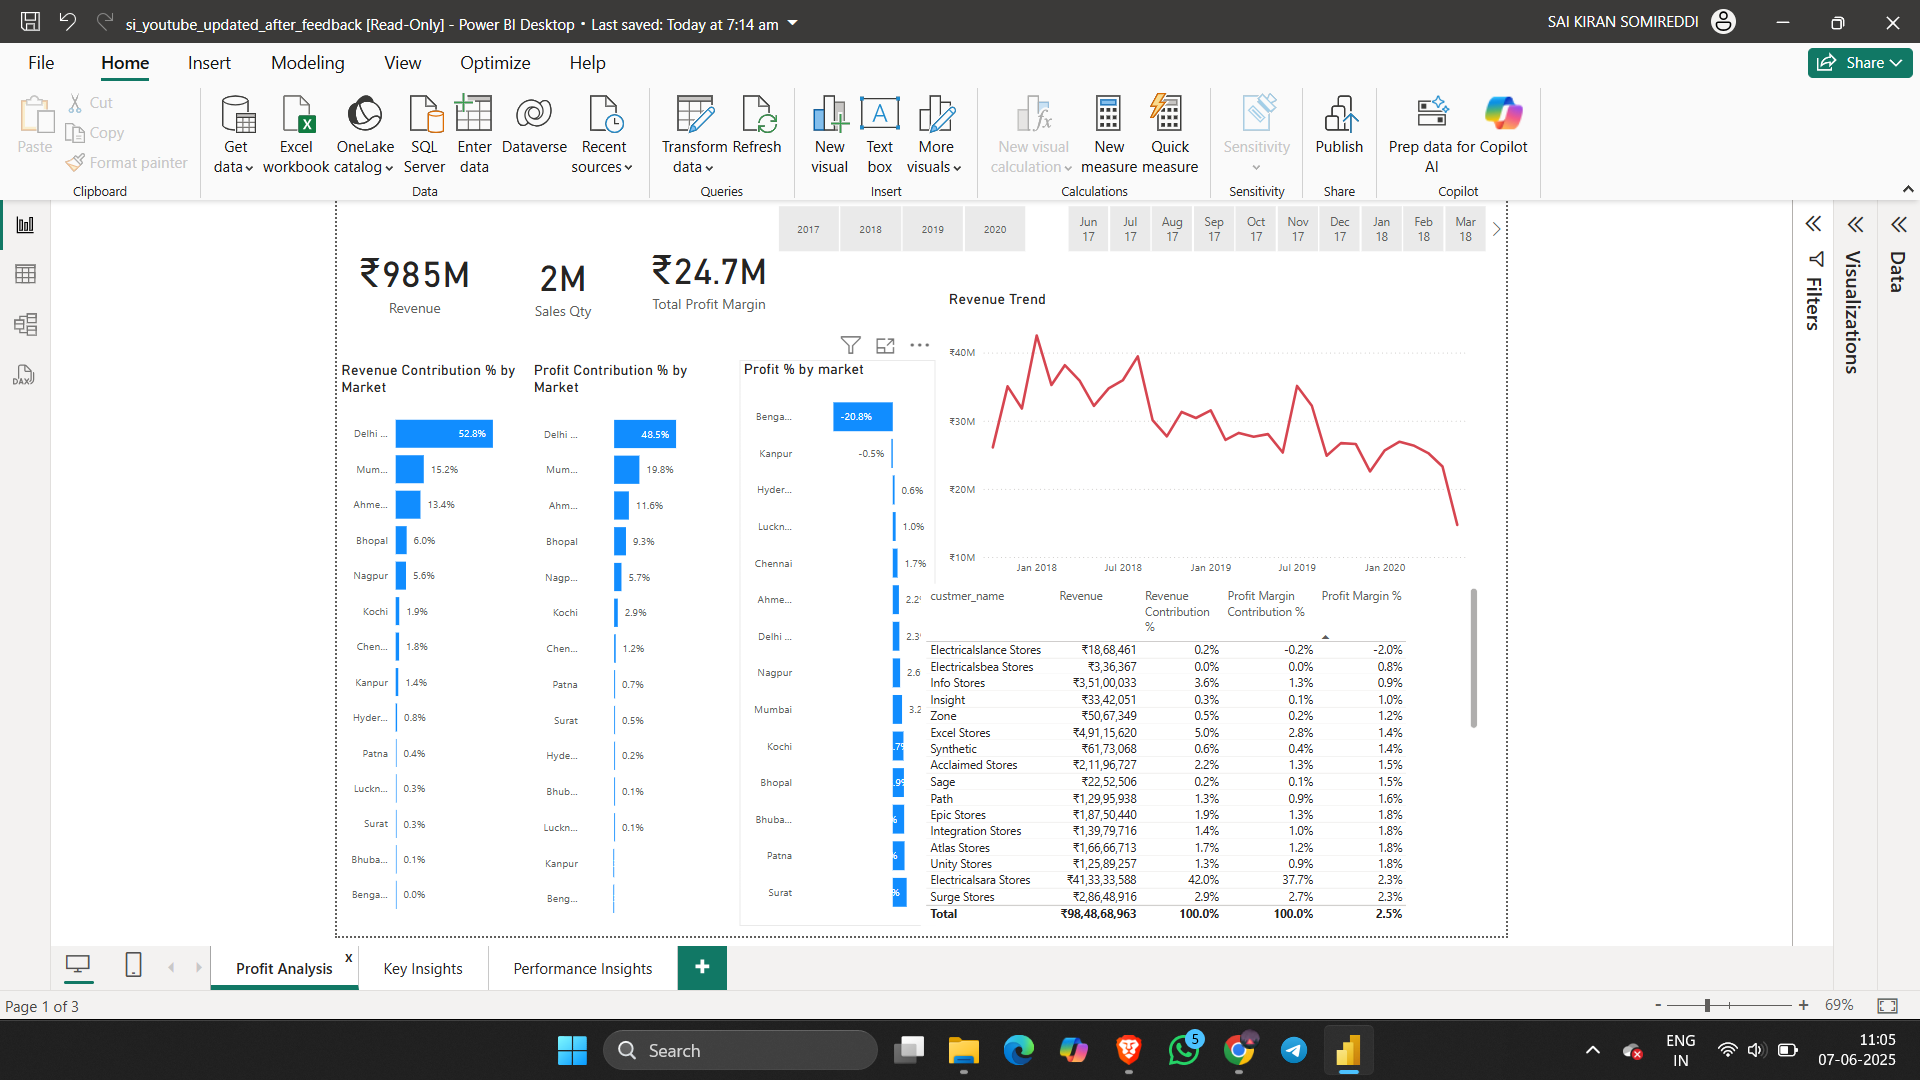 si_youtube_updated_after_feedback [Read-Only] - Power BI Desktop • Last saved: Today at 7:14 am
SAI KIRAN SOMIREDDI
File Home Insert Modeling View Optimize Help
Share
Paste
Cut
Copy
Format painter
Clipboard
Get data
Excel workbook
OneLake catalog
SQL Server
Enter data
Dataverse
Recent sources
Data
Transform data
Refresh
Queries
New visual
Text box
More visuals
Insert
New visual calculation
New measure
Quick measure
Calculations
Sensitivity
Sensitivity
Publish
Share
Prep data for AI
Copilot
Copilot
2017 2018 2019 2020
Jun 17
Jul 17
Aug 17
Sep 17
Oct 17
Nov 17
Dec 17
Jan 18
Feb 18
Mar 18
₹985M
Revenue
2M
Sales Qty
₹24.7M
Total Profit Margin
Revenue Contribution % by
Market
Delhi ... 52.8%
Mum... 15.2%
Ahme... 13.4%
Bhopal 6.0%
Nagpur 5.6%
Kochi 1.9%
Chen... 1.8%
Kanpur 1.4%
Hyder... 0.8%
Patna 0.4%
Luckn... 0.3%
Surat 0.3%
Bhuba... 0.1%
Benga... 0.0%
Profit Contribution % by
Market
Delhi ... 48.5%
Mum... 19.8%
Ahm... 11.6%
Bhopal 9.3%
Nagp... 5.7%
Kochi 2.9%
Chen... 1.2%
Patna 0.7%
Surat 0.5%
Hyde... 0.2%
Bhub... 0.1%
Luckn... 0.1%
Kanpur
Beng...
Profit % by market
Benga... -20.8%
Kanpur -0.5%
Hyder... 0.6%
Luckn... 1.0%
Chennai 1.7%
Ahme... 2.2
Delhi ... 2.3
Nagpur 2.6
Mumbai 3.2
Kochi .7%
Bhopal .9%
Bhuba... %
Patna %
Surat %
Revenue Trend
₹40M
₹30M
₹20M
₹10M
Jan 2018 Jul 2018 Jan 2019 Jul 2019 Jan 2020
custmer_name Revenue Revenue Contribution % Profit Margin Contribution % Profit Margin %
Electricalslance Stores ₹18,68,461 0.2% -0.2% -2.0%
Electricalsbea Stores ₹3,36,367 0.0% 0.0% 0.8%
Info Stores ₹3,51,00,033 3.6% 1.3% 0.9%
Insight ₹33,42,051 0.3% 0.1% 1.0%
Zone ₹50,67,349 0.5% 0.2% 1.2%
Excel Stores ₹4,91,15,620 5.0% 2.8% 1.4%
Synthetic ₹61,73,068 0.6% 0.4% 1.4%
Acclaimed Stores ₹2,11,96,727 2.2% 1.3% 1.5%
Sage ₹22,52,506 0.2% 0.1% 1.5%
Path ₹1,29,95,938 1.3% 0.9% 1.6%
Epic Stores ₹1,87,50,440 1.9% 1.3% 1.8%
Integration Stores ₹1,39,79,716 1.4% 1.0% 1.8%
Atlas Stores ₹1,66,66,713 1.7% 1.2% 1.8%
Unity Stores ₹1,25,89,257 1.3% 0.9% 1.8%
Electricalsara Stores ₹41,33,33,588 42.0% 37.7% 2.3%
Surge Stores ₹2,86,48,916 2.9% 2.7% 2.3%
Total ₹98,48,68,963 100.0% 100.0% 2.5%
Filters
Visualizations
Data
DAX
Profit Analysis x
Key Insights
Performance Insights
+
Page 1 of 3
- + 69%
Search
5
ENG
IN
11:05
07-06-2025